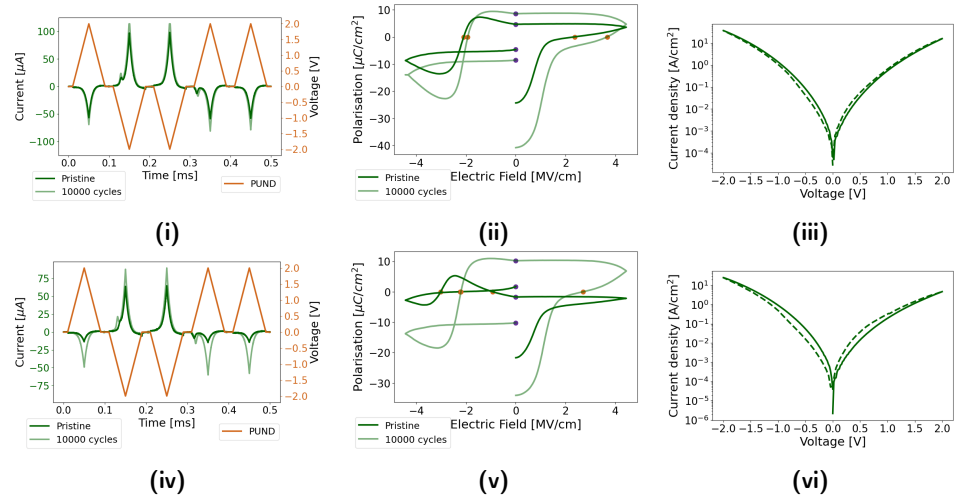 100
50
0
−50
−100
Current [μA]
2.0
1.5
1.0
0.5
0.0
−0.5
−1.0
−1.5
−2.0
Voltage [V]
0.0 0.1 0.2 0.3 0.4 0.5
Time [ms]
Pristine
10000 cycles
PUND
(i)
10
0
−10
−20
−30
−40
Polarisation [μC/cm²]
−4 −2 0 2 4
Electric Field [MV/cm]
Pristine
10000 cycles
(ii)
10¹
10⁰
10⁻¹
10⁻²
10⁻³
10⁻⁴
Current density [A/cm²]
−2.0 −1.5 −1.0 −0.5 0.0 0.5 1.0 1.5 2.0
Voltage [V]
(iii)
75
50
25
0
−25
−50
−75
Current [μA]
2.0
1.5
1.0
0.5
0.0
−0.5
−1.0
−1.5
−2.0
Voltage [V]
0.0 0.1 0.2 0.3 0.4 0.5
Time [ms]
Pristine
10000 cycles
PUND
(iv)
10
0
−10
−20
−30
Polarisation [μC/cm²]
−4 −2 0 2 4
Electric Field [MV/cm]
Pristine
10000 cycles
(v)
10¹
10⁰
10⁻¹
10⁻²
10⁻³
10⁻⁴
10⁻⁵
10⁻⁶
Current density [A/cm²]
−2.0 −1.5 −1.0 −0.5 0.0 0.5 1.0 1.5 2.0
Voltage [V]
(vi)